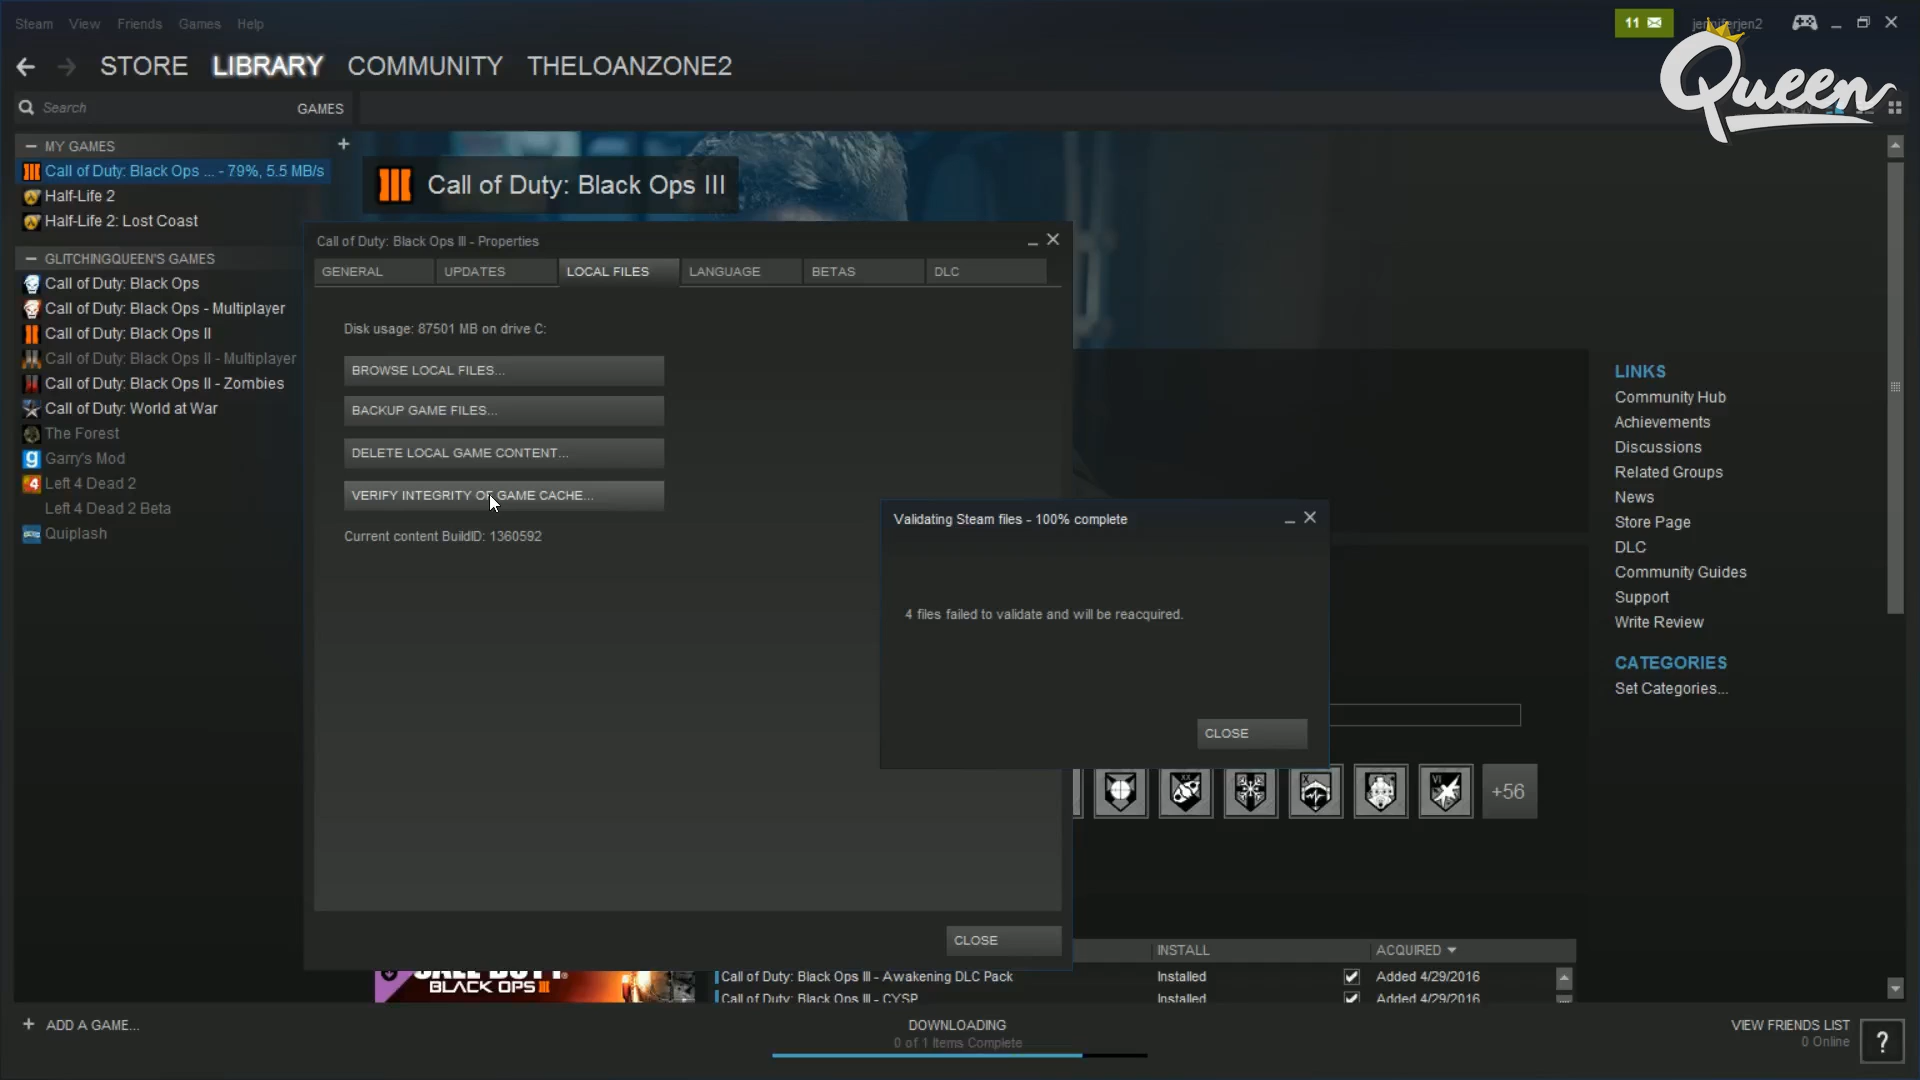 Steam View Friends Games Help
11
jenniferjen2
Queen
STORE LIBRARY COMMUNITY THELOANZONE2
Search
GAMES
MY GAMES
Call of Duty: Black Ops ... - 79%, 5.5 MB/s
Half-Life 2
Half-Life 2: Lost Coast
GLITCHINGQUEEN'S GAMES
Call of Duty: Black Ops
Call of Duty: Black Ops - Multiplayer
Call of Duty: Black Ops II
Call of Duty: Black Ops II - Multiplayer
Call of Duty: Black Ops II - Zombies
Call of Duty: World at War
The Forest
Garry's Mod
Left 4 Dead 2
Left 4 Dead 2 Beta
Quiplash
Call of Duty: Black Ops III
Call of Duty: Black Ops III - Properties
GENERAL UPDATES LOCAL FILES LANGUAGE BETAS DLC
Disk usage: 87501 MB on drive C:
BROWSE LOCAL FILES...
BACKUP GAME FILES...
DELETE LOCAL GAME CONTENT...
VERIFY INTEGRITY OF GAME CACHE...
Current content BuildID: 1360592
CLOSE
Validating Steam files - 100% complete
4 files failed to validate and will be reacquired.
CLOSE
LINKS
Community Hub
Achievements
Discussions
Related Groups
News
Store Page
DLC
Community Guides
Support
Write Review
CATEGORIES
Set Categories...
+56
INSTALL ACQUIRED
CALL OF DUTY
BLACK OPS III
Call of Duty: Black Ops III - Awakening DLC Pack Installed Added 4/29/2016
Call of Duty: Black Ops III - CYSP Installed Added 4/29/2016
+ ADD A GAME...
DOWNLOADING
0 of 1 Items Complete
VIEW FRIENDS LIST
0 Online
?